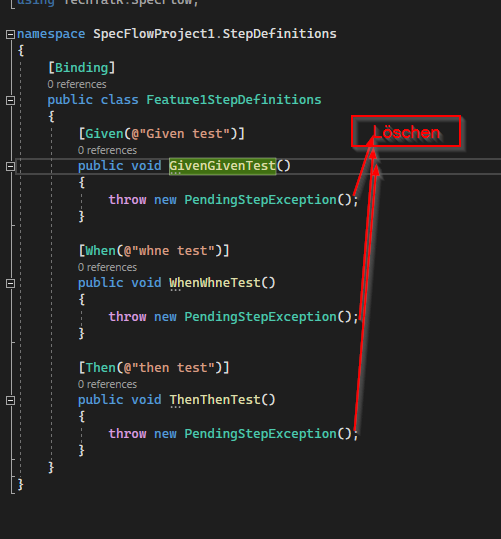 using TechTalk.SpecFlow;
namespace SpecFlowProject1.StepDefinitions
{
[Binding]
0 references
public class Feature1StepDefinitions
{
[Given(@"Given test")]
Löschen
0 references
public void GivenGivenTest()
{
throw new PendingStepException();
}
[When(@"whne test")]
0 references
public void WhenWhneTest()
{
throw new PendingStepException();
}
[Then(@"then test")]
0 references
public void ThenThenTest()
{
throw new PendingStepException();
}
}
}